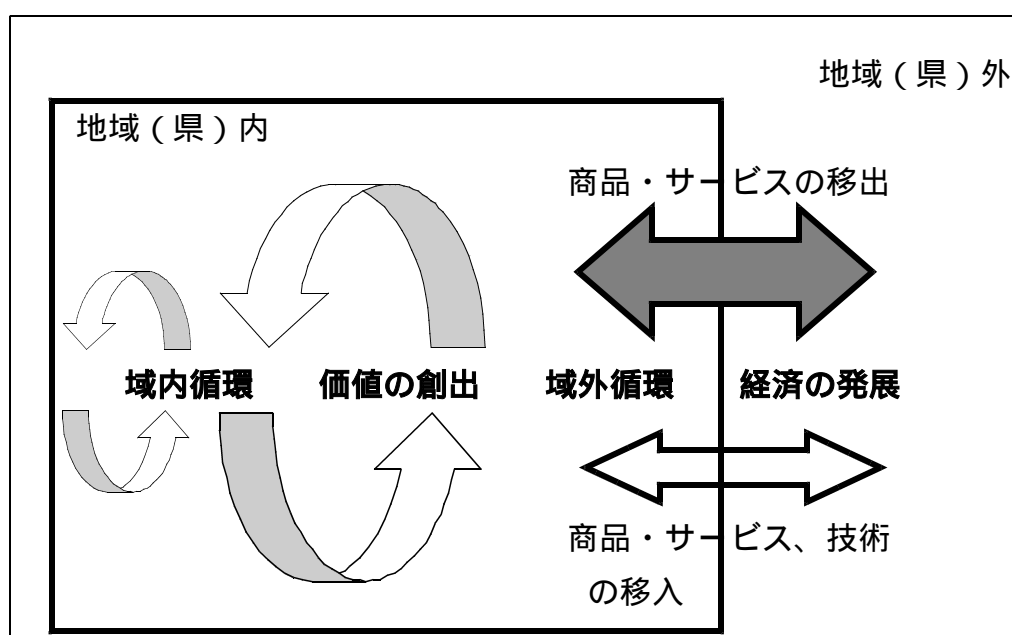 地域（県）外
地域（県）内
商品・サービスの移出
域内循環　価値の創出　域外循環　経済の発展
商品・サービス、技術
の移入